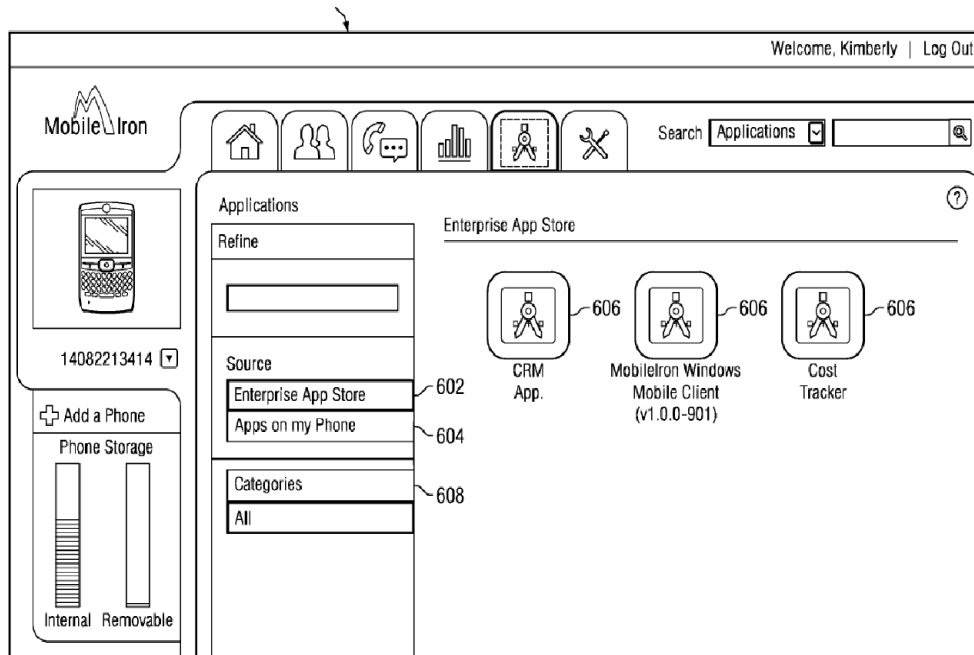 Welcome, Kimberly | Log Out
Mobile Iron
Search Applications
?
Applications
Refine
Enterprise App Store
606
606
606
CRM
App.
MobileIron Windows
Mobile Client
(v1.0.0-901)
Cost
Tracker
14082213414
Source
Enterprise App Store
602
Apps on my Phone
604
Categories
608
All
Add a Phone
Phone Storage
Internal Removable